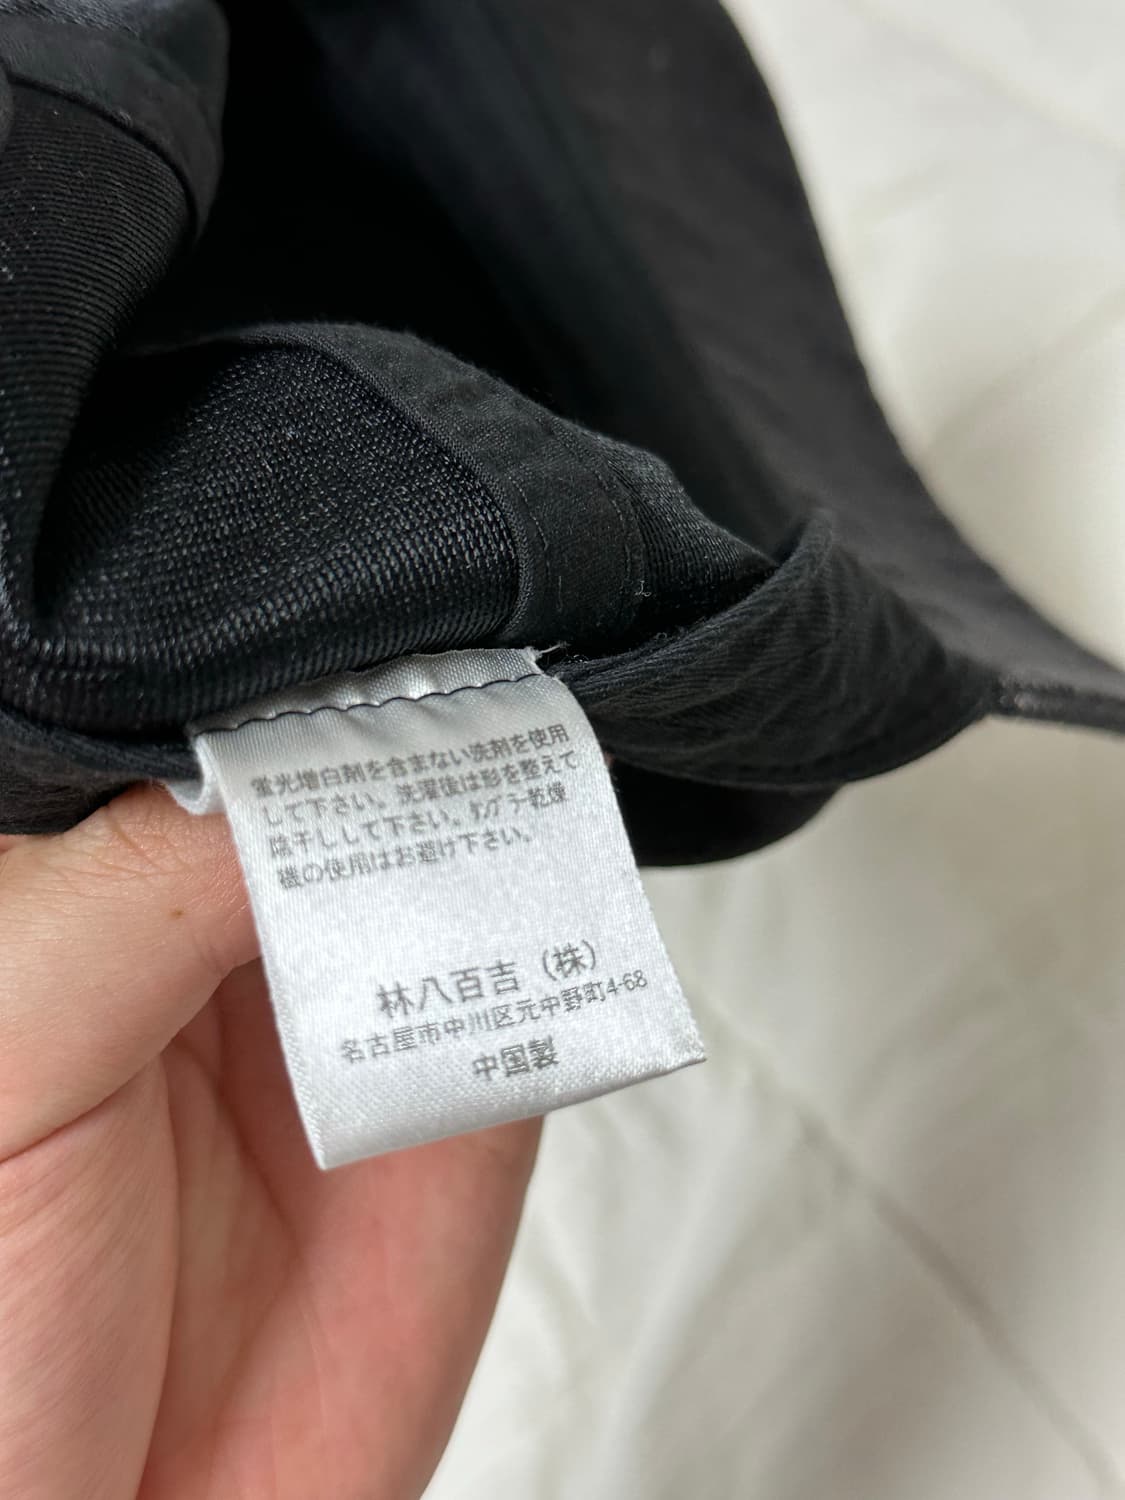 蛍光増白剤を含まない洗剤を使用
して下さい。洗濯後は形を整えて
陰干しして下さい。タンブラー乾燥
機の使用はお避け下さい。
林八百吉（株）
名古屋市中川区元中野町4-68
中国製